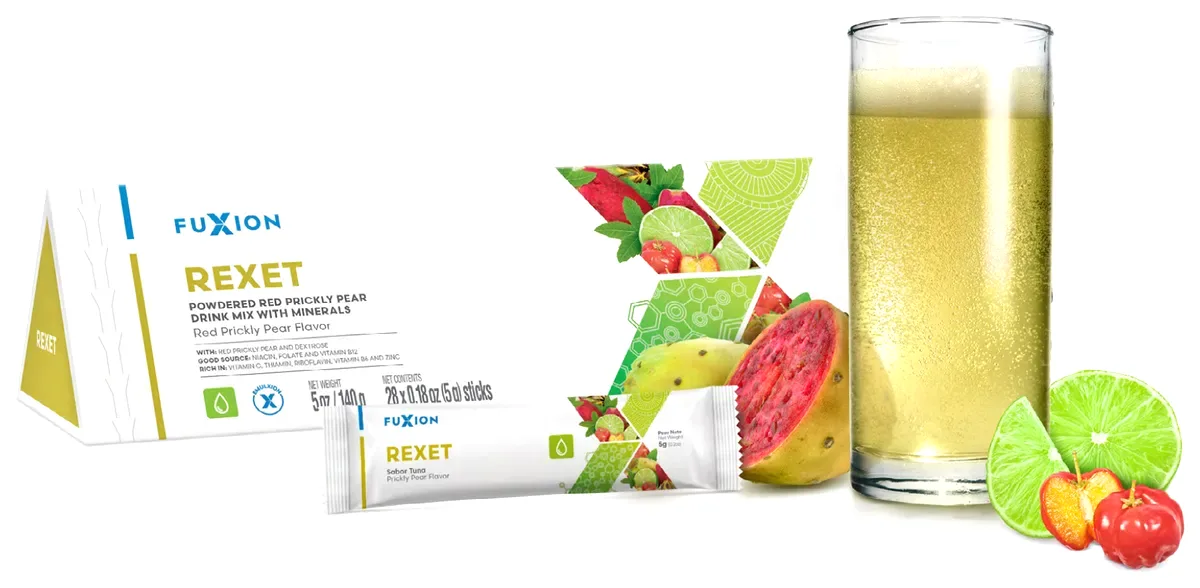 REXET
FUXION
REXET
POWDERED RED PRICKLY PEAR
DRINK MIX WITH MINERALS
Red Prickly Pear Flavor
WITH: RED PRICKLY PEAR AND DEXTROSE
GOOD SOURCE: NIACIN, FOLATE AND VITAMIN B12
RICH IN: VITAMIN C, THIAMIN, RIBOFLAVIN, VITAMIN B6 AND ZINC
EMULXION
X
NET WEIGHT
5 oz / 140g
NET CONTENTS
28 x 0.18 oz (5 g) sticks
FUXION
REXET
Sabor Tuna
Prickly Pear Flavor
Peso Neto
Net Weight
5g